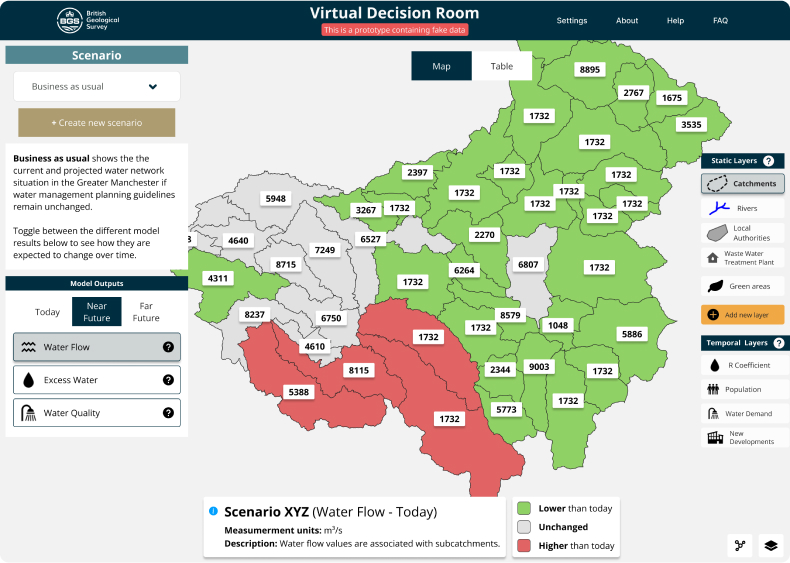 BGS
British
Geological
Survey
Virtual Decision Room
This is a prototype containing fake data
Settings
About
Help
FAQ
Scenario
Business as usual
+ Create new scenario
Business as usual shows the the
current and projected water network
situation in the Greater Manchester if
water management planning guidelines
remain unchanged.
Toggle between the different model
results below to see how they are
expected to change over time.
Model Outputs
Today
Near
Future
Far
Future
Water Flow ?
Excess Water ?
Water Quality ?
Map
Table
8895
2767
1675
1732
3535
1732
2397
1732
1732
1732
1732
5948
3267
1732
1732
1732
1732
8
4640
6527
2270
7249
8715
6264
6807
1732
4311
1732
8237
6750
8579
1732
1048
5886
1732
4610
8115
2344
9003
1732
5388
5773
1732
1732
Static Layers ?
Catchments
Rivers
Local
Authorities
Waste Water
Treatment Plant
Green areas
+ Add new layer
Temporal Layers ?
R Coefficient
Population
Water Demand
New
Developments
i Scenario XYZ (Water Flow - Today)
Measumerment units: m³/s
Description: Water flow values are associated with subcatchments.
Lower than today
Unchanged
Higher than today